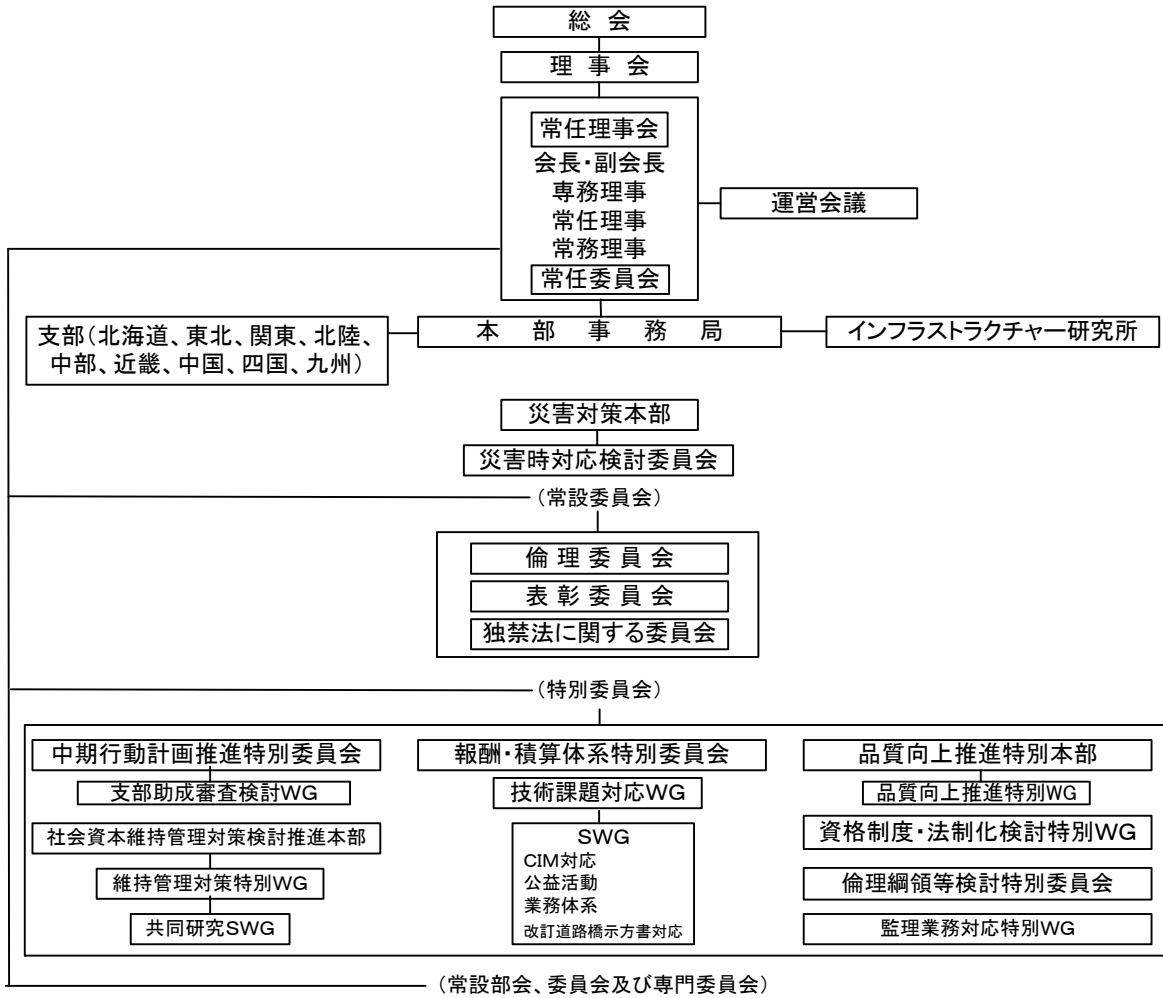 総 会
理 事 会
常任理事会
会長・副会長
専務理事
常任理事
常務理事
常任委員会
運営会議
支部（北海道、東北、関東、北陸、
中部、近畿、中国、四国、九州）
本 部 事 務 局
インフラストラクチャー研究所
災害対策本部
災害時対応検討委員会
（常設委員会）
倫 理 委 員 会
表 彰 委 員 会
独禁法に関する委員会
（特別委員会）
中期行動計画推進特別委員会
支部助成審査検討WG
社会資本維持管理対策検討推進本部
維持管理対策特別WG
共同研究SWG
報酬・積算体系特別委員会
技術課題対応WG
SWG
CIM対応
公益活動
業務体系
改訂道路橋示方書対応
品質向上推進特別本部
品質向上推進特別WG
資格制度・法制化検討特別WG
倫理綱領等検討特別委員会
監理業務対応特別WG
（常設部会、委員会及び専門委員会）